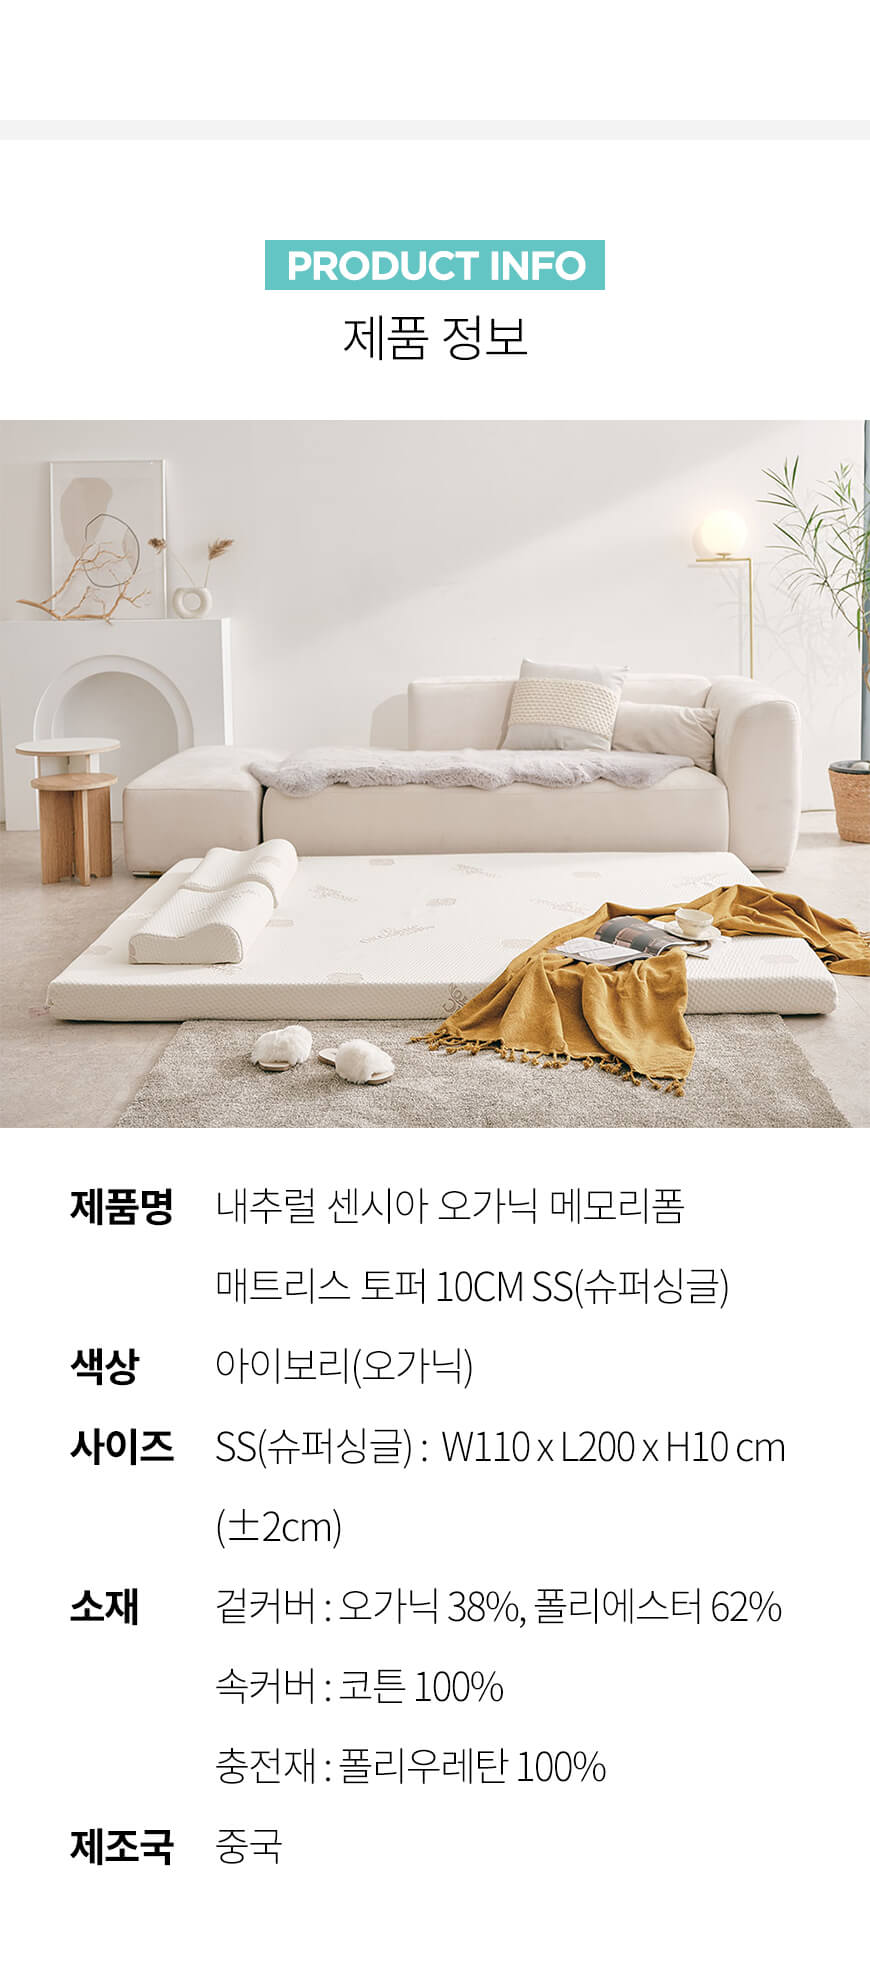 PRODUCT INFO
제품 정보
제품명 내추럴 센시아 오가닉 메모리폼
매트리스 토퍼 10CM SS(슈퍼싱글)
색상 아이보리(오가닉)
사이즈 SS(슈퍼싱글) : W110 x L200 x H10 cm
(±2cm)
소재 겉커버 : 오가닉 38%, 폴리에스터 62%
속커버 : 코튼 100%
충전재 : 폴리우레탄 100%
제조국 중국